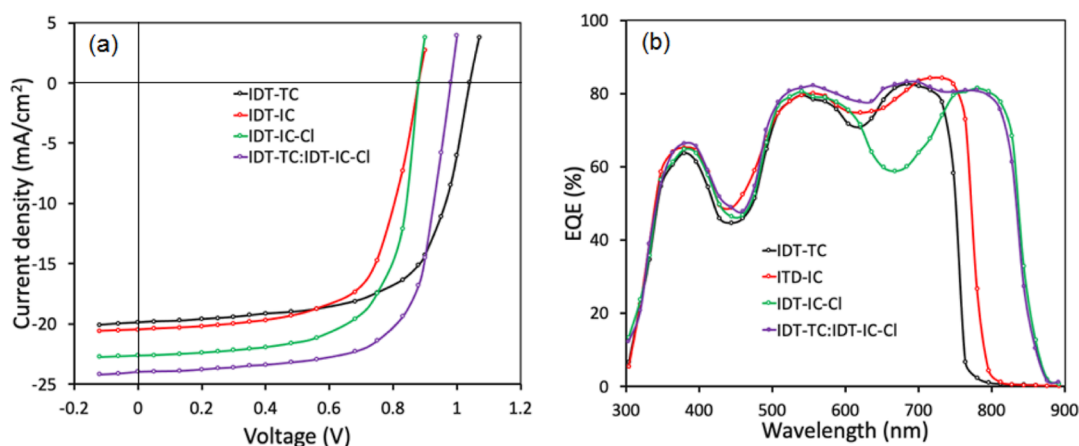 (a)
5
0
-5
-10
-15
-20
-25
-0.2
0
0.2
0.4
0.6
0.8
1
1.2
Current density (mA/cm²)
Voltage (V)
IDT-TC
IDT-IC
IDT-IC-Cl
IDT-TC:IDT-IC-Cl
(b)
100
80
60
40
20
0
300
400
500
600
700
800
900
EQE (%)
Wavelength (nm)
IDT-TC
ITD-IC
IDT-IC-Cl
IDT-TC:IDT-IC-Cl